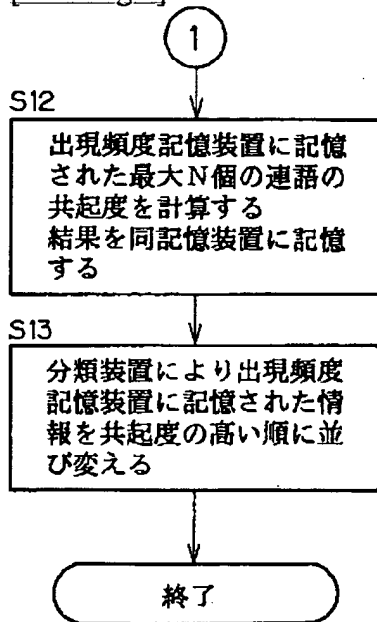 1
S12
出現頻度記憶装置に記憶
された最大N個の連語の
共起度を計算する
結果を同記憶装置に記憶
する
S13
分類装置により出現頻度
記憶装置に記憶された情
報を共起度の高い順に並
び変える
終了